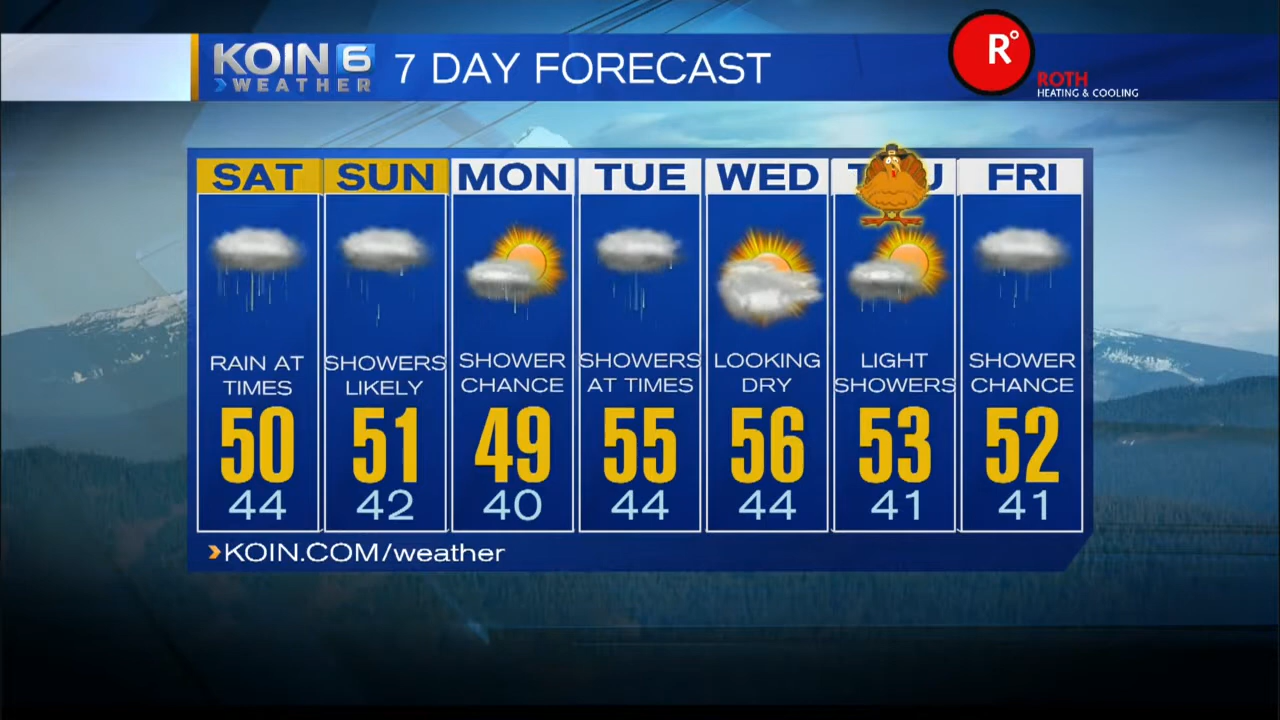 KOIN 6
WEATHER
7 DAY FORECAST
R°
ROTH
HEATING & COOLING
SAT
SUN
MON
TUE
WED
FRI
RAIN AT
TIMES
50
44
SHOWERS
LIKELY
51
42
SHOWER
CHANCE
49
40
SHOWERS
AT TIMES
55
44
LOOKING
DRY
56
44
LIGHT
SHOWERS
53
41
SHOWER
CHANCE
52
41
KOIN.COM/weather